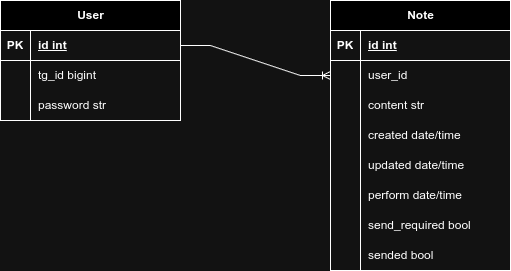 User
PK id int
tg_id bigint
password str
Note
PK id int
user_id
content str
created date/time
updated date/time
perform date/time
send_required bool
sended bool